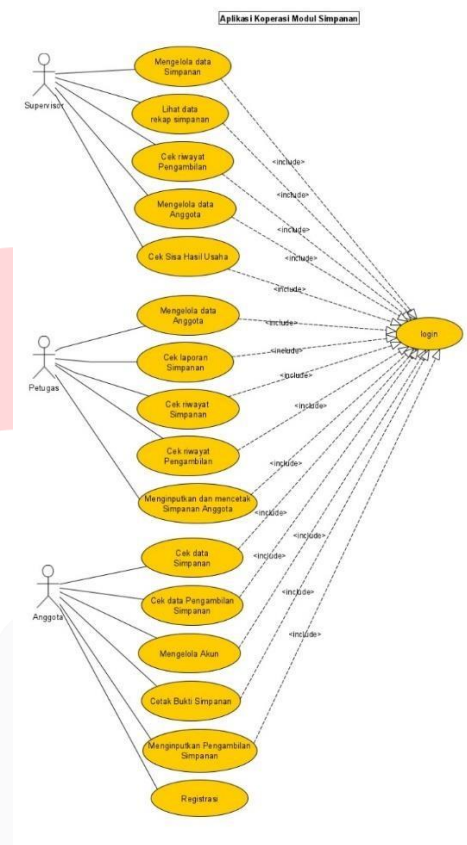 Aplikasi Koperasi Modul Simpanan
Supervisor
Mengelola data
Simpanan
Lihat data
rekap simpanan
Cek riwayat
Pengambilan
Mengelola data
Anggota
Cek Sisa Hasil Usaha
<include>
<include>
<include>
<include>
<include>
login
Petugas
Mengelola data
Anggota
Cek laporan
Simpanan
Cek riwayat
Simpanan
Cek riwayat
Pengambilan
Menginputkan dan mencetak
Simpanan Anggota
<include>
<include>
<include>
<include>
<include>
Anggota
Cek data
Simpanan
Cek data Pengambilan
Simpanan
Mengelola Akun
Cetak Bukti Simpanan
Menginputkan Pengambilan
Simpanan
Registrasi
<include>
<include>
<include>
<include>
<include>